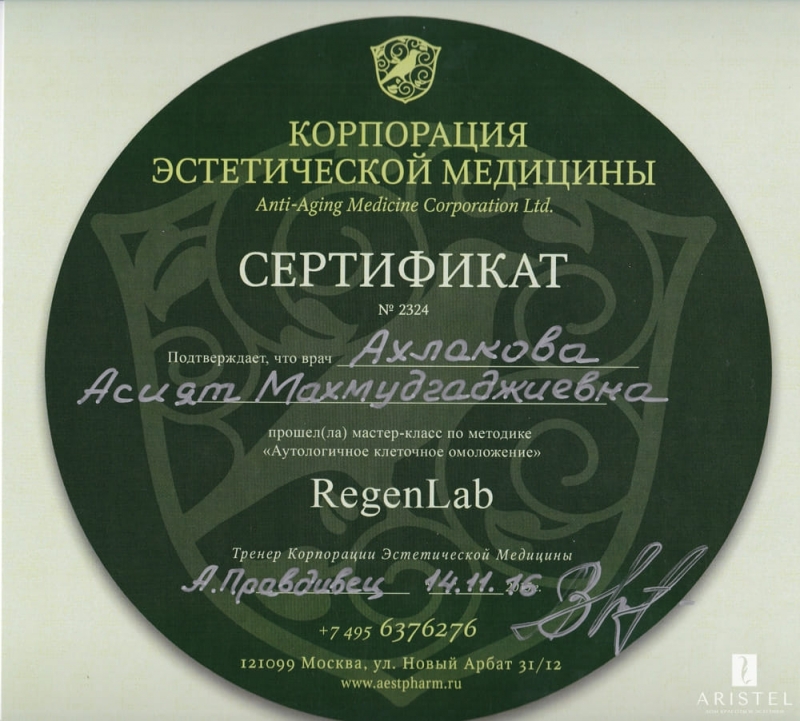 КОРПОРАЦИЯ
ЭСТЕТИЧЕСКОЙ МЕДИЦИНЫ
Anti-Aging Medicine Corporation Ltd.
СЕРТИФИКАТ
№ 2324
Подтверждает, что врач Ахлакова
Асият Махмудгаджиевна
прошел(ла) мастер-класс по методике
«Аутологичное клеточное омоложение»
RegenLab
Тренер Корпорации Эстетической Медицины
А.Правдивец 14.11.16
+7 495 6376276
121099 Москва, ул. Новый Арбат 31/12
www.aestpharm.ru
ARISTEL